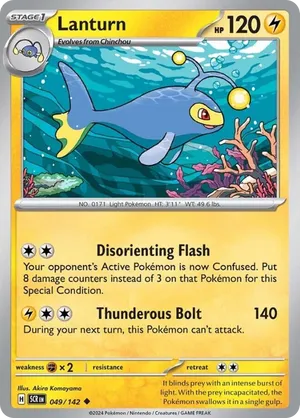 STAGE 1
Lanturn
HP 120
Evolves from Chinchou
NO. 0171 Light Pokémon HT: 3'11" WT: 49.6 lbs.
Disorienting Flash
Your opponent's Active Pokémon is now Confused. Put
8 damage counters instead of 3 on that Pokémon for this
Special Condition.
Thunderous Bolt 140
During your next turn, this Pokémon can't attack.
weakness ×2 resistance retreat
Illus. Akira Komayama
H SCR EN 049/142
It blinds prey with an intense
burst of light. With the prey
incapacitated, the Pokémon
swallows it in a single gulp.
©2024 Pokémon / Nintendo / Creatures / GAME FREAK